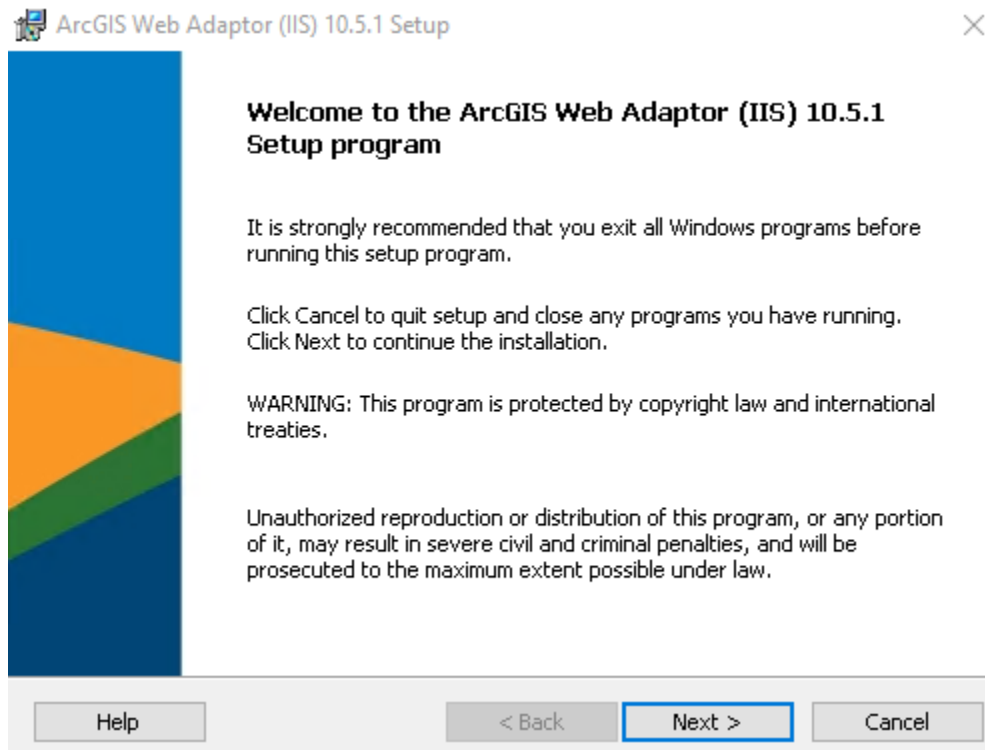 ArcGIS Web Adaptor (IIS) 10.5.1 Setup
Welcome to the ArcGIS Web Adaptor (IIS) 10.5.1
Setup program
It is strongly recommended that you exit all Windows programs before
running this setup program.
Click Cancel to quit setup and close any programs you have running.
Click Next to continue the installation.
WARNING: This program is protected by copyright law and international
treaties.
Unauthorized reproduction or distribution of this program, or any portion
of it, may result in severe civil and criminal penalties, and will be
prosecuted to the maximum extent possible under law.
Help
< Back
Next >
Cancel